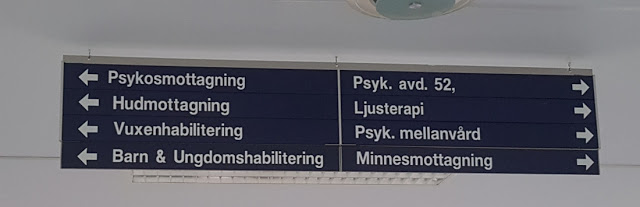 Psykosmottagning
Hudmottagning
Vuxenhabilitering
Barn & Ungdomshabilitering
Psyk. avd. 52,
Ljusterapi
Psyk. mellanvård
Minnesmottagning